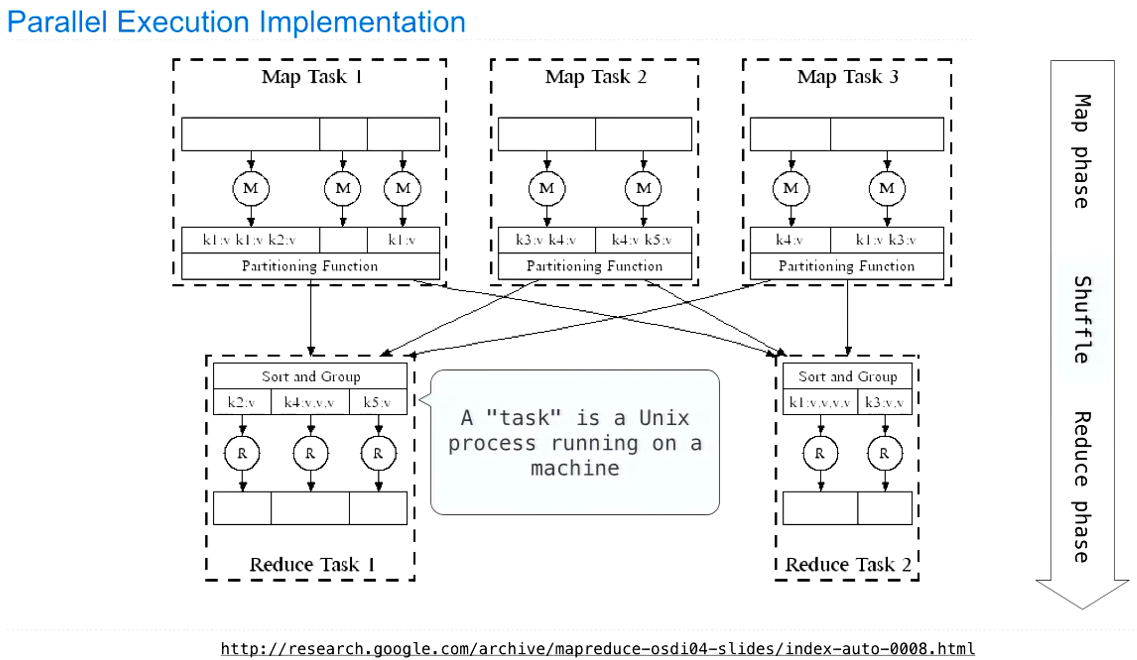 Parallel Execution Implementation
Map Task 1
Map Task 2
Map Task 3
M
M
M
M
M
M
M
k1:v k1:v k2:v
k1:v
k3:v k4:v
k4:v k5:v
k4:v
k1:v k3:v
Partitioning Function
Partitioning Function
Partitioning Function
Sort and Group
k2:v
k4:v,v,v
k5:v
R
R
R
Reduce Task 1
A "task" is a Unix
process running on a
machine
Sort and Group
k1:v,v,v,v
k3:v,v
R
R
Reduce Task 2
Map phase
Shuffle
Reduce phase
http://research.google.com/archive/mapreduce-osdi04-slides/index-auto-0008.html